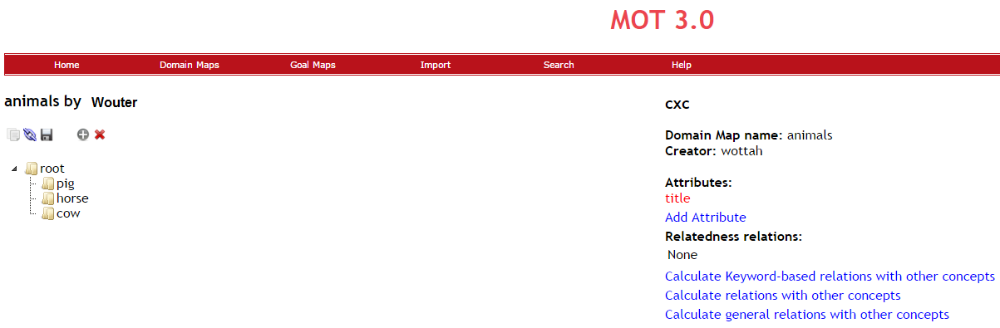 MOT 3.0
Home Domain Maps Goal Maps Import Search Help
animals by Wouter
root
pig
horse
cow
cxc
Domain Map name: animals
Creator: wottah
Attributes:
title
Add Attribute
Relatedness relations:
None
Calculate Keyword-based relations with other concepts
Calculate relations with other concepts
Calculate general relations with other concepts